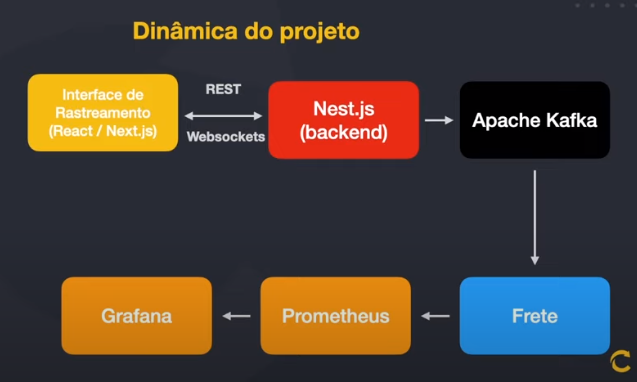 Dinâmica do projeto
Interface de
Rastreamento
(React / Next.js)
REST
Websockets
Nest.js
(backend)
Apache Kafka
Grafana
Prometheus
Frete